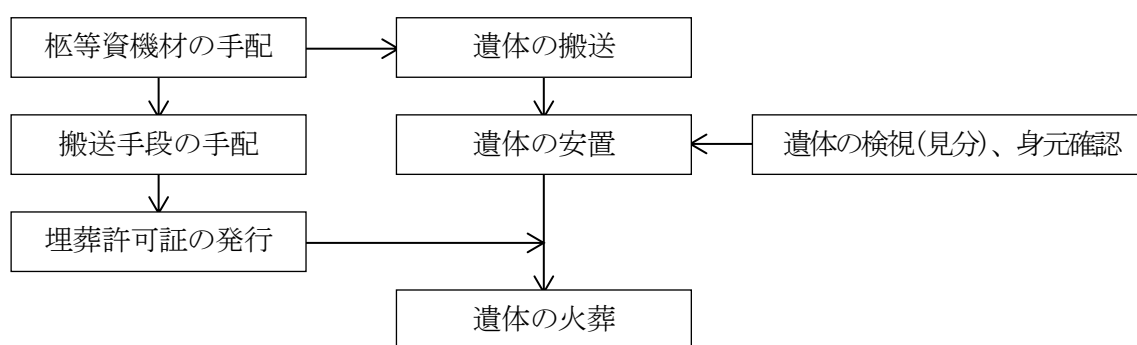 柩等資機材の手配
遺体の搬送
搬送手段の手配
遺体の安置
遺体の検視(見分)、身元確認
埋葬許可証の発行
遺体の火葬